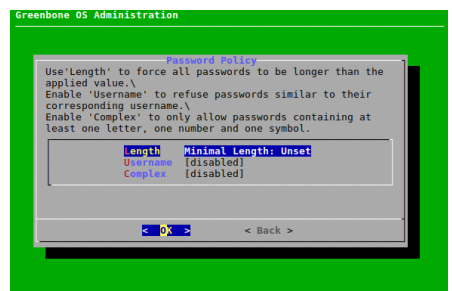 Greenbone OS Administration
Password Policy
Use'Length' to force all passwords to be longer than the
applied value.\
Enable 'Username' to refuse passwords similar to their
corresponding username.\
Enable 'Complex' to only allow passwords containing at
least one letter, one number and one symbol.
Length Minimal Length: Unset
Username [disabled]
Complex [disabled]
< OK > < Back >